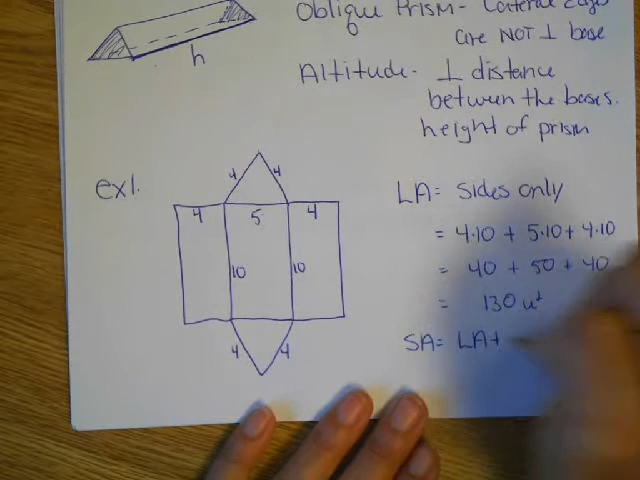 Oblique Prism - Lateral Edges
are NOT ⊥ base
h
Altitude - ⊥ distance
between the bases.
height of prism
ex1.
4 4
4 5 4
10 10
4 4
LA = sides only
= 4·10 + 5·10 + 4·10
= 40 + 50 + 40
= 130 u²
SA = LA +